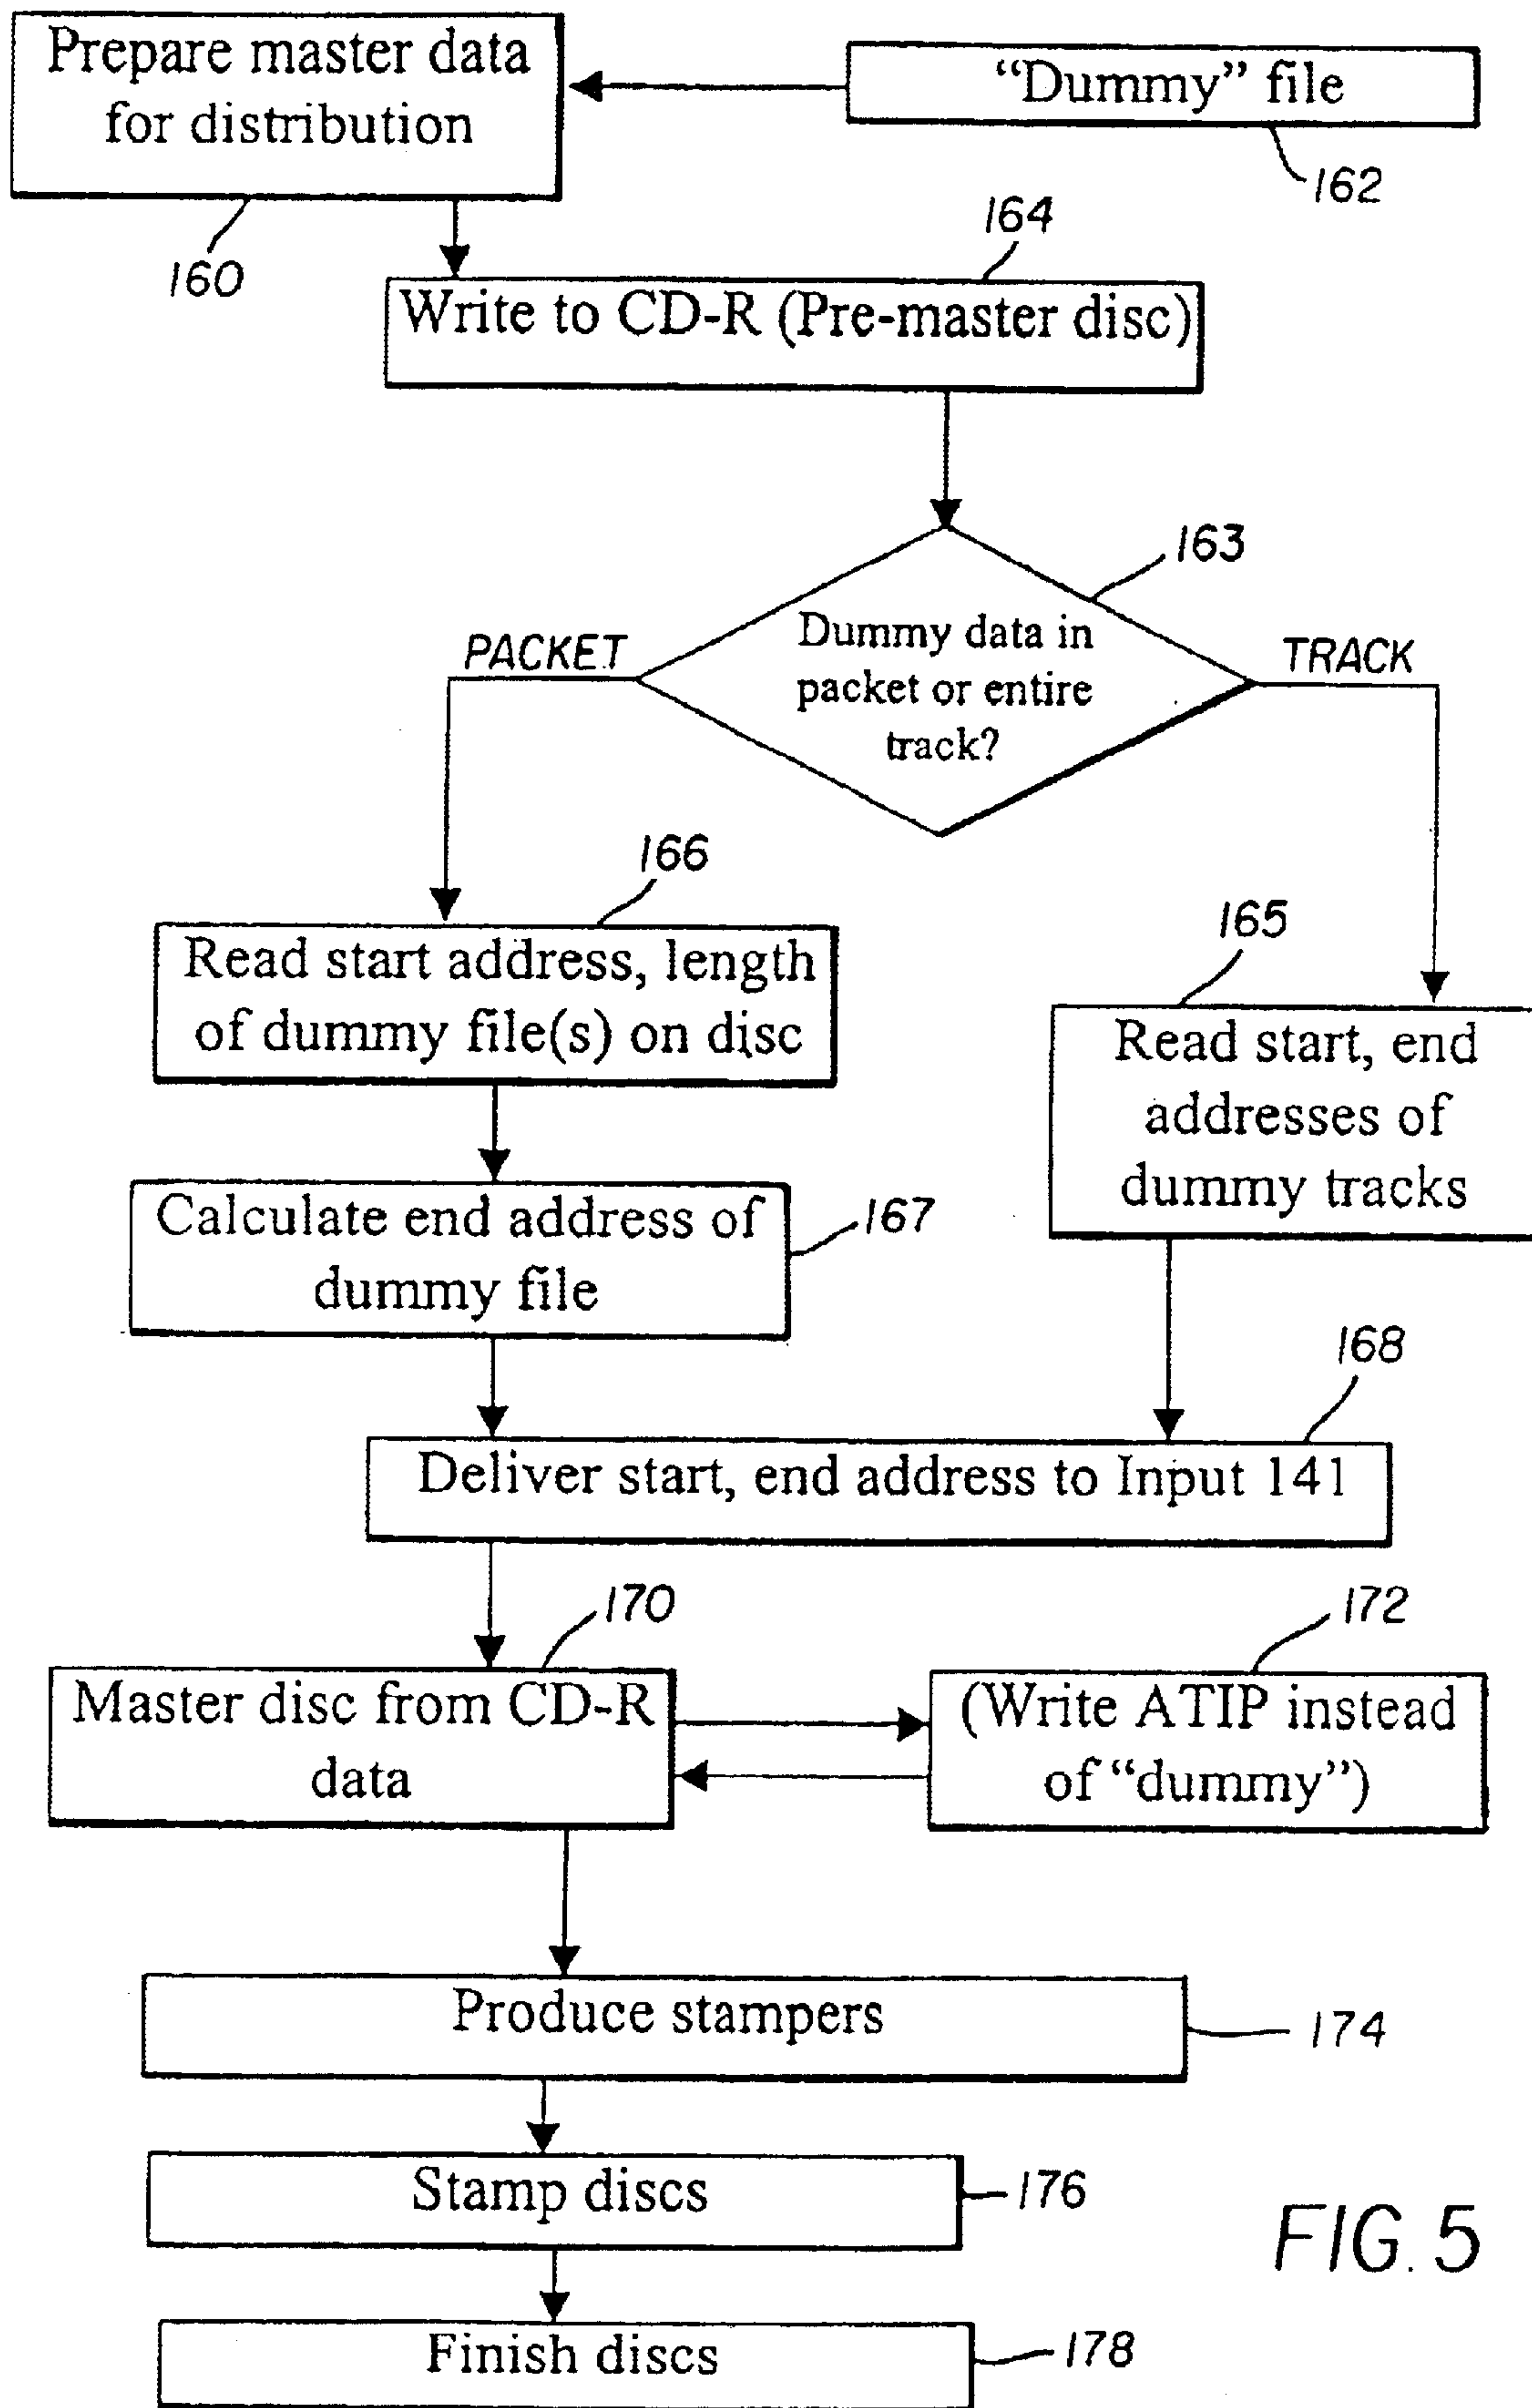 Prepare master data
for distribution
160
"Dummy" file
162
164
Write to CD-R (Pre-master disc)
163
Dummy data in
packet or entire
track?
PACKET
TRACK
166
Read start address, length
of dummy file(s) on disc
165
Read start, end
addresses of
dummy tracks
Calculate end address of
dummy file
167
168
Deliver start, end address to Input 141
170
Master disc from CD-R
data
172
(Write ATIP instead
of "dummy")
Produce stampers
174
Stamp discs
176
Finish discs
178
FIG. 5